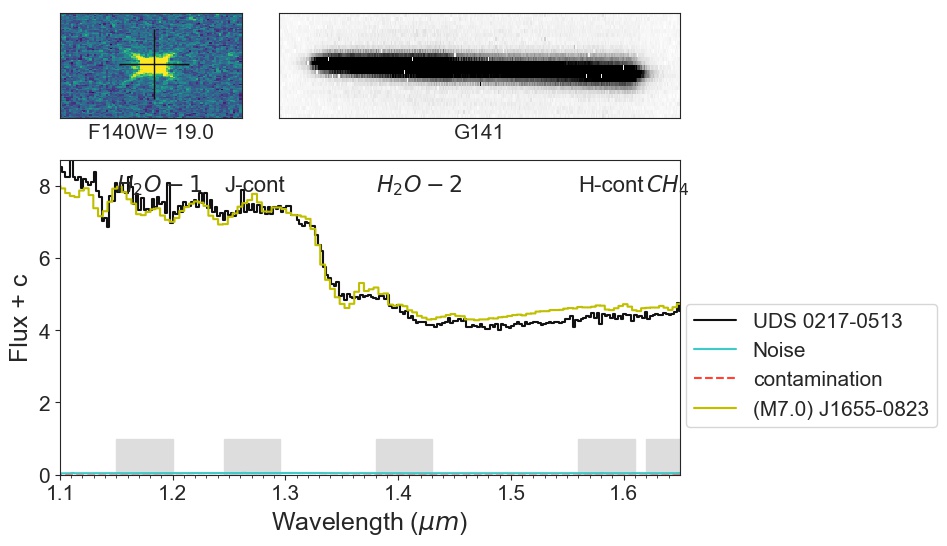 F140W= 19.0
G141
H₂O − 1 J-cont H₂O − 2 H-cont CH₄
8
6
4
2
0
Flux + c
1.1 1.2 1.3 1.4 1.5 1.6
Wavelength (μm)
UDS 0217-0513
Noise
contamination
(M7.0) J1655-0823